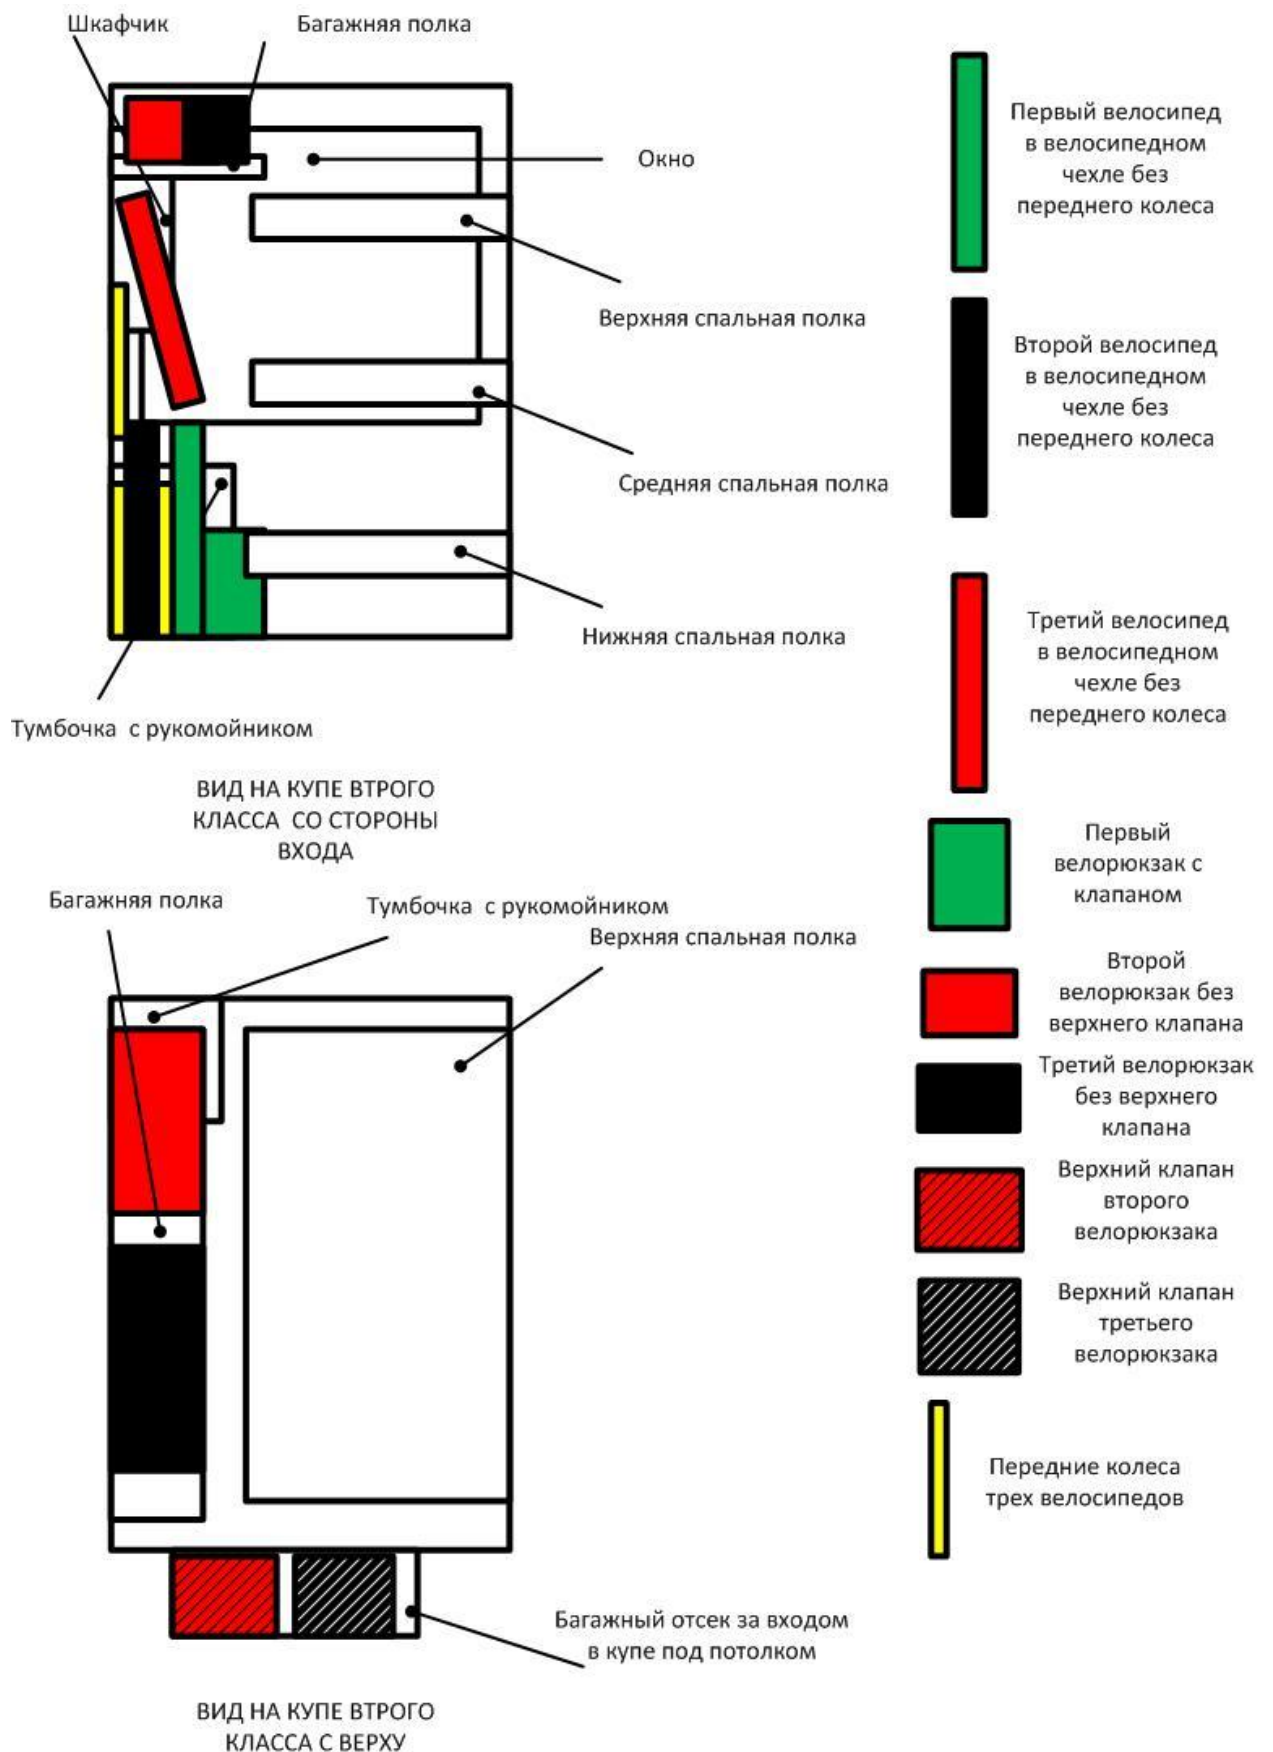 Шкафчик
Багажная полка
Окно
Верхняя спальная полка
Средняя спальная полка
Нижняя спальная полка
Тумбочка с рукомойником
ВИД НА КУПЕ ВТРОГО
КЛАССА СО СТОРОНЫ
ВХОДА
Багажная полка
Тумбочка с рукомойником
Верхняя спальная полка
Багажный отсек за входом
в купе под потолком
ВИД НА КУПЕ ВТРОГО
КЛАССА С ВЕРХУ
Первый велосипед
в велосипедном
чехле без
переднего колеса
Второй велосипед
в велосипедном
чехле без
переднего колеса
Третий велосипед
в велосипедном
чехле без
переднего колеса
Первый
велорюкзак с
клапаном
Второй
велорюкзак без
верхнего клапана
Третий велорюкзак
без верхнего
клапана
Верхний клапан
второго
велорюкзака
Верхний клапан
третьего
велорюкзака
Передние колеса
трех велосипедов